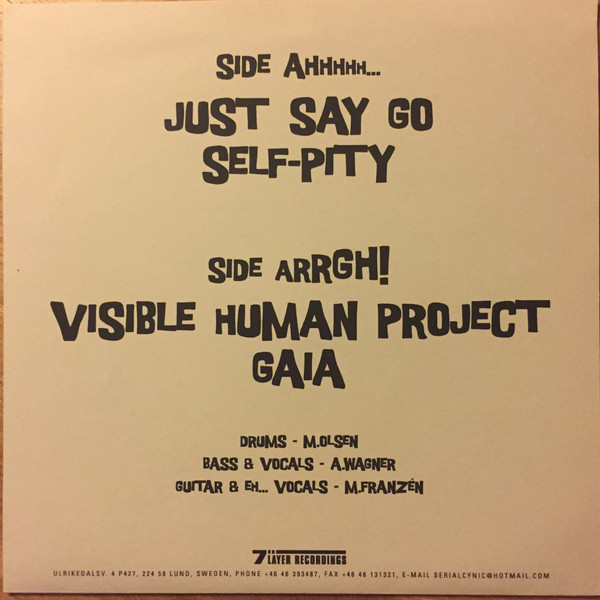 SIDE AHHHHH...
JUST SAY GO
SELF-PITY
SIDE ARRGH!
VISIBLE HUMAN PROJECT
GAIA
DRUMS - M.OLSEN
BASS & VOCALS - A.WAGNER
GUITAR & EH... VOCALS - M.FRANZÉN
7 LÄYER RECORDINGS
ULRIKEDALSV. 4 P427, 224 58 LUND, SWEDEN, PHONE +46 46 393487, FAX +46 46 131321, E-MAIL SERIALCYNIC@HOTMAIL.COM